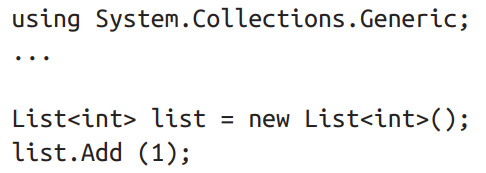 using System.Collections.Generic;
...
List<int> list = new List<int>();
list.Add (1);